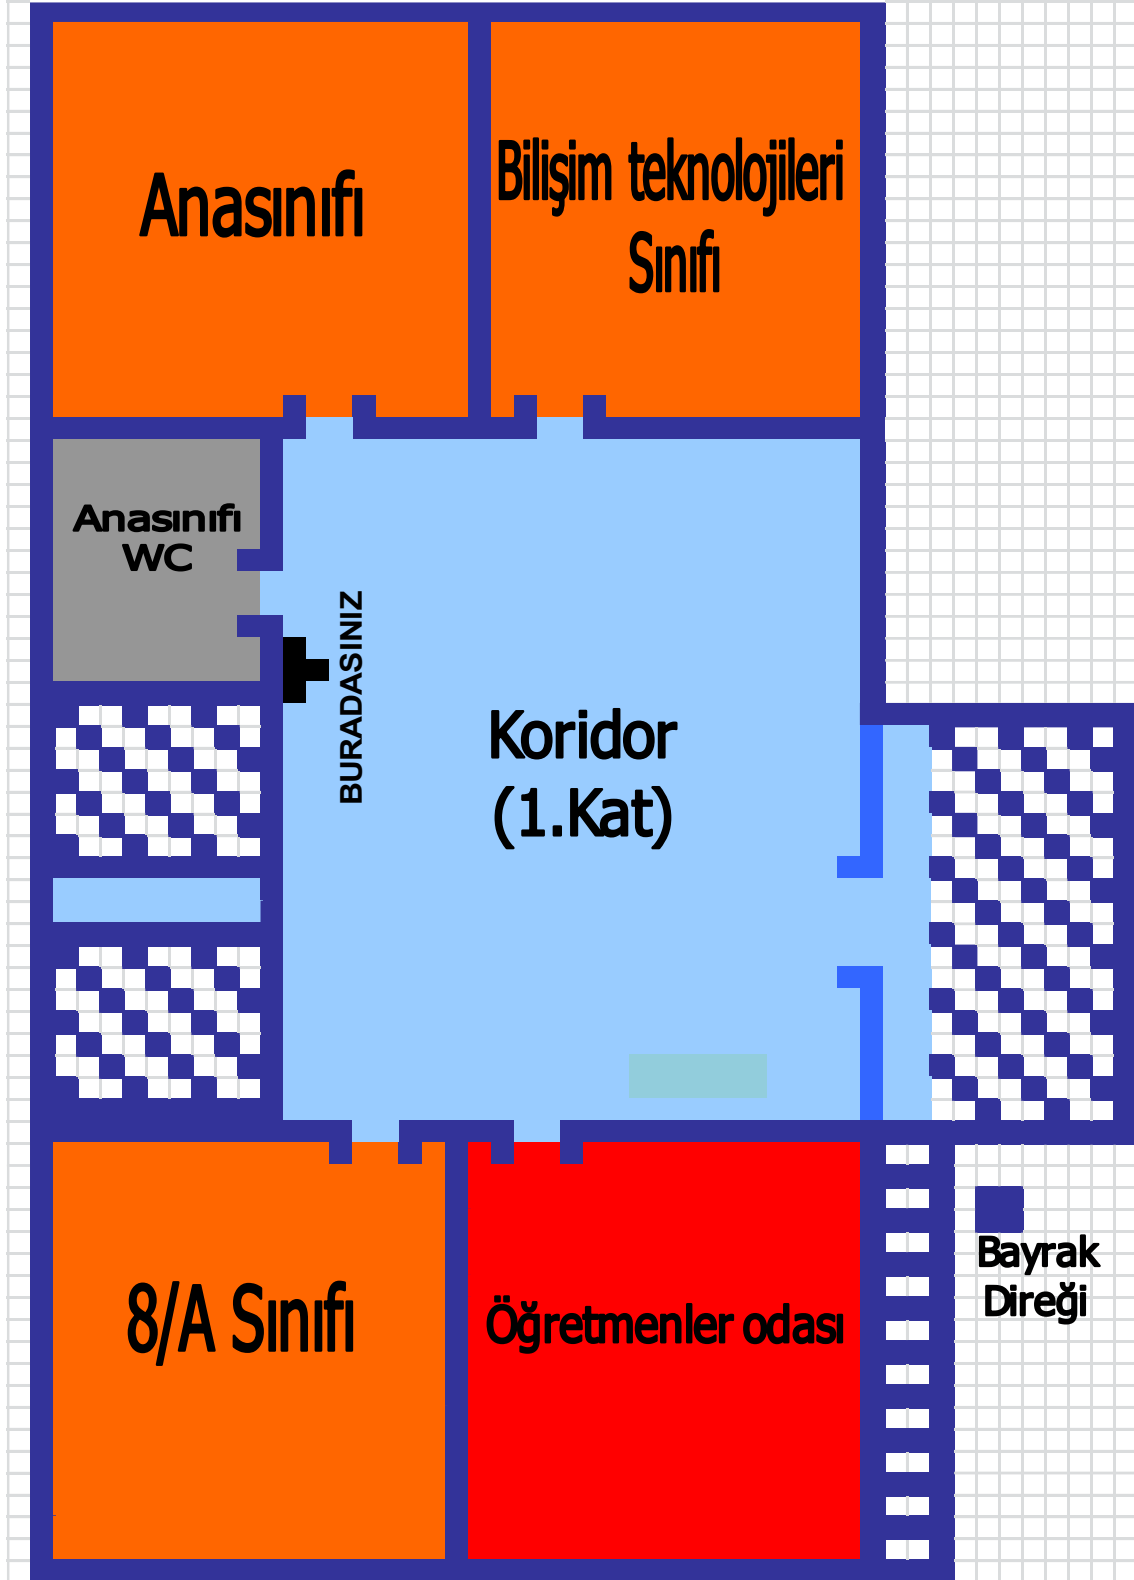 Anasınıfı
Bilişim teknolojileri
Sınıfı
Anasınıfı
WC
BURADASINIZ
Koridor
(1.Kat)
8/A Sınıfı
Öğretmenler odası
Bayrak
Direği